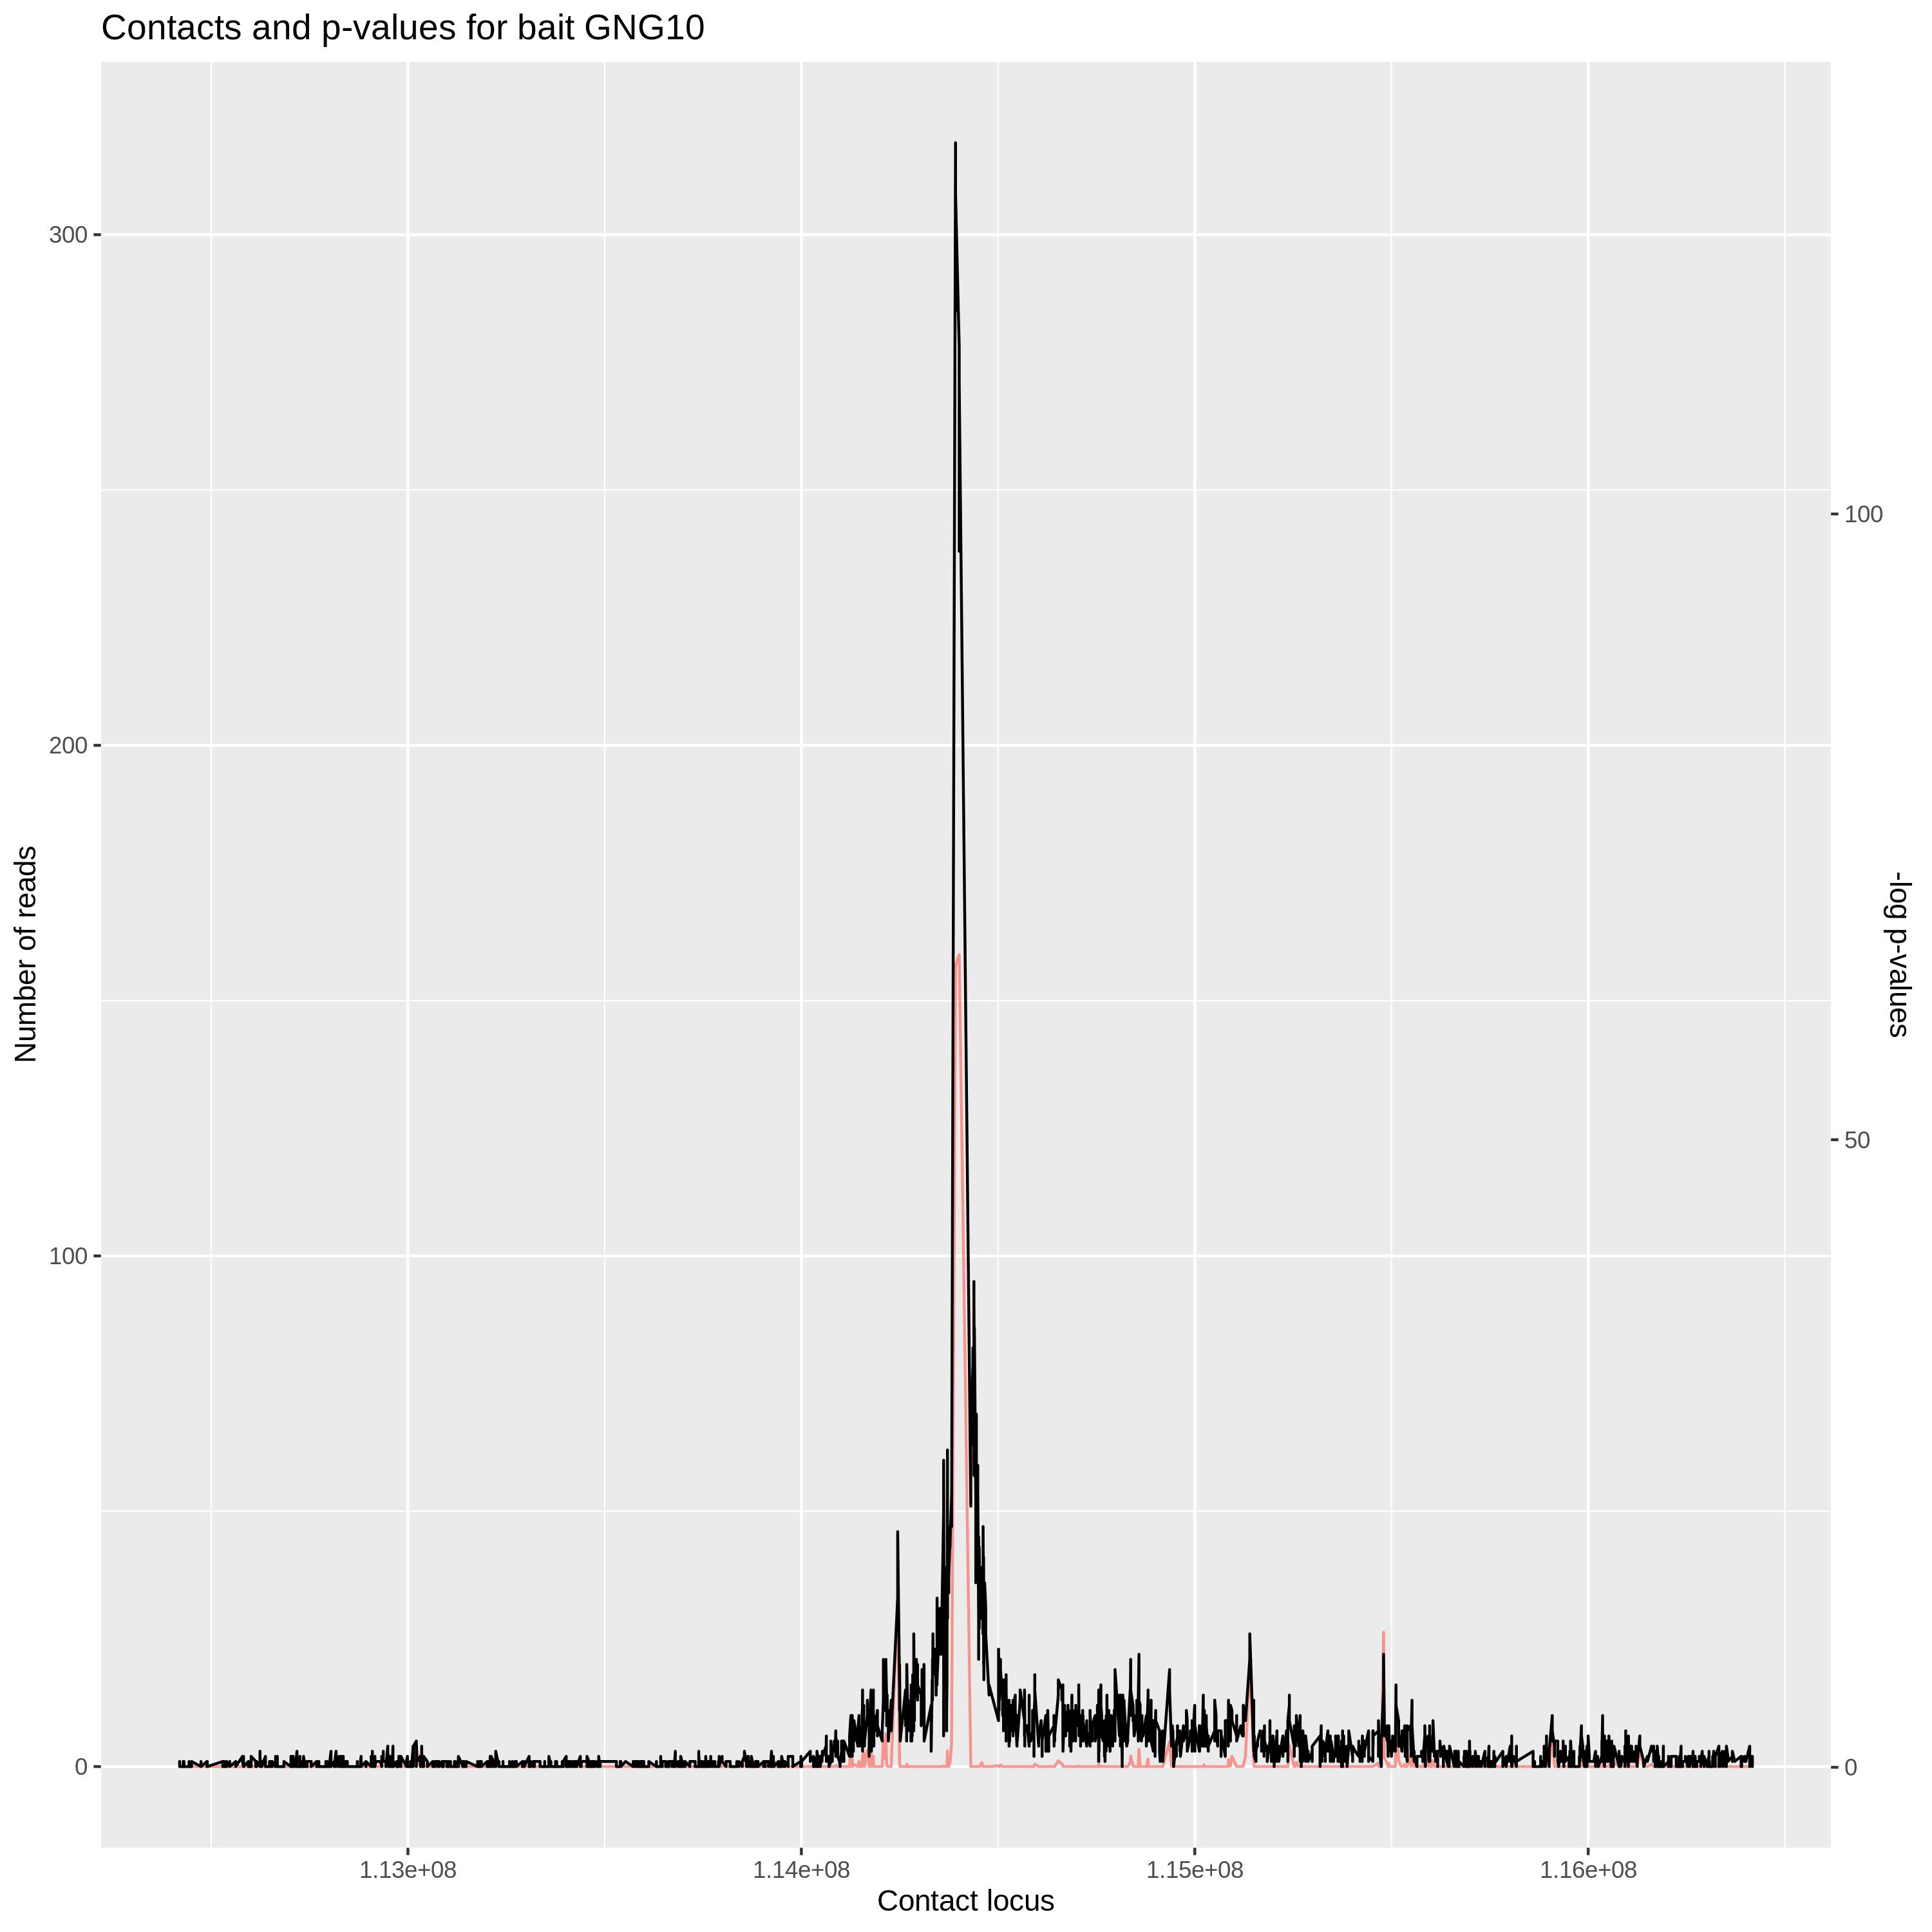 Contacts and p-values for bait GNG10
Number of reads
300
200
100
0
100
50
0
-log p-values
1.13e+08
1.14e+08
1.15e+08
1.16e+08
Contact locus